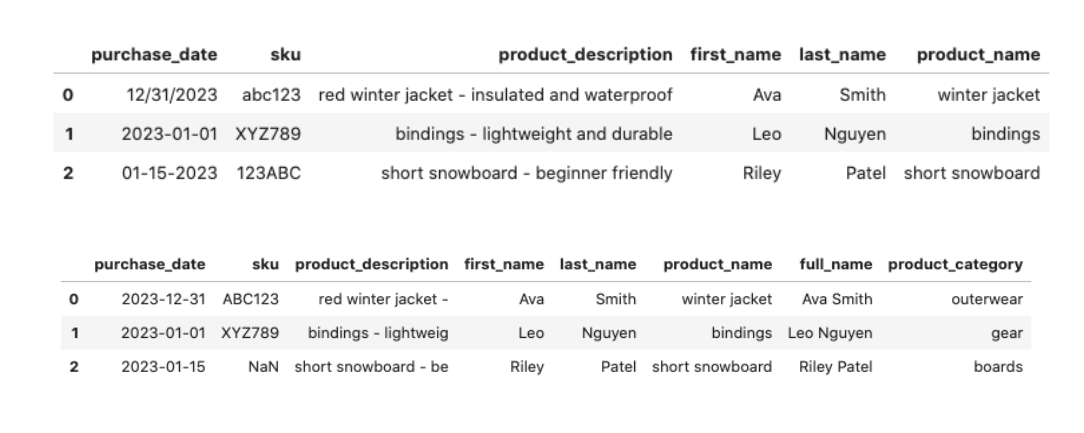 purchase_date sku product_description first_name last_name product_name
0 12/31/2023 abc123 red winter jacket - insulated and waterproof Ava Smith winter jacket
1 2023-01-01 XYZ789 bindings - lightweight and durable Leo Nguyen bindings
2 01-15-2023 123ABC short snowboard - beginner friendly Riley Patel short snowboard
purchase_date sku product_description first_name last_name product_name full_name product_category
0 2023-12-31 ABC123 red winter jacket - Ava Smith winter jacket Ava Smith outerwear
1 2023-01-01 XYZ789 bindings - lightweig Leo Nguyen bindings Leo Nguyen gear
2 2023-01-15 NaN short snowboard - be Riley Patel short snowboard Riley Patel boards